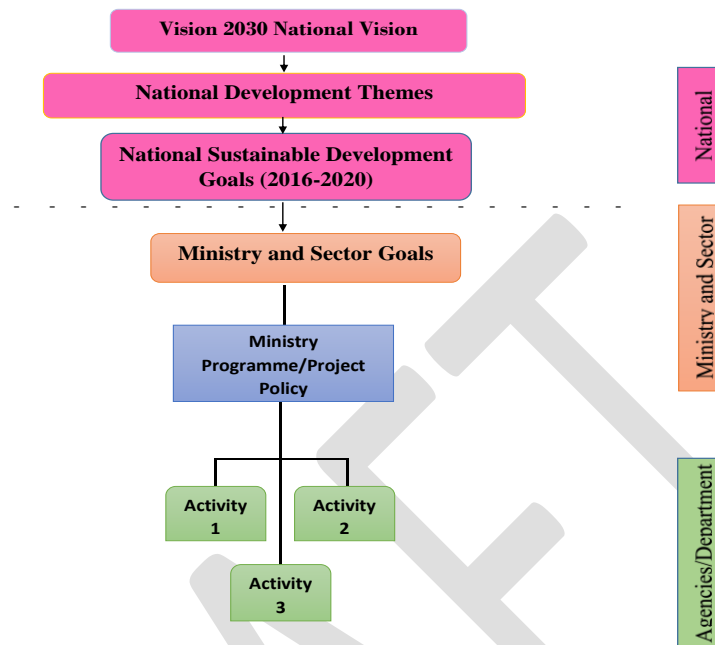 Vision 2030 National Vision
National Development Themes
National Sustainable Development
Goals (2016-2020)
Ministry and Sector Goals
Ministry
Programme/Project
Policy
Activity
1
Activity
2
Activity
3
National
Ministry and Sector
Agencies/Department